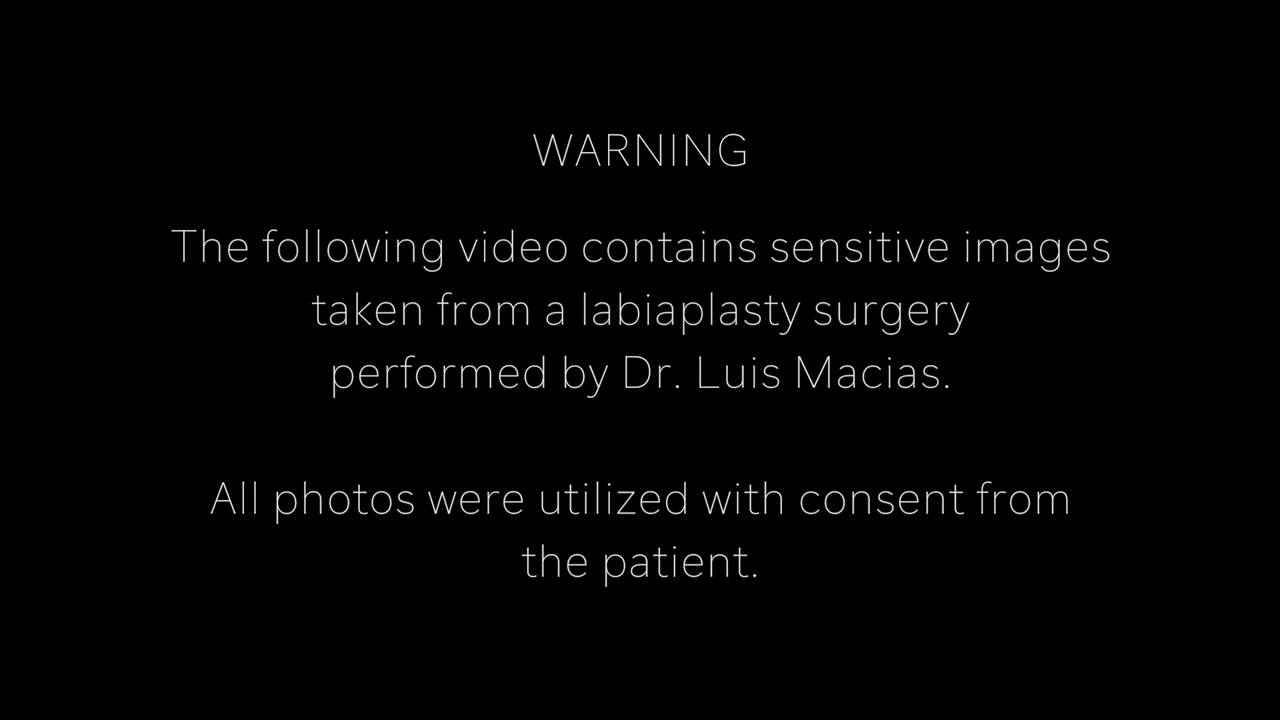 WARNING
The following video contains sensitive images
taken from a labiaplasty surgery
performed by Dr. Luis Macias.
All photos were utilized with consent from
the patient.